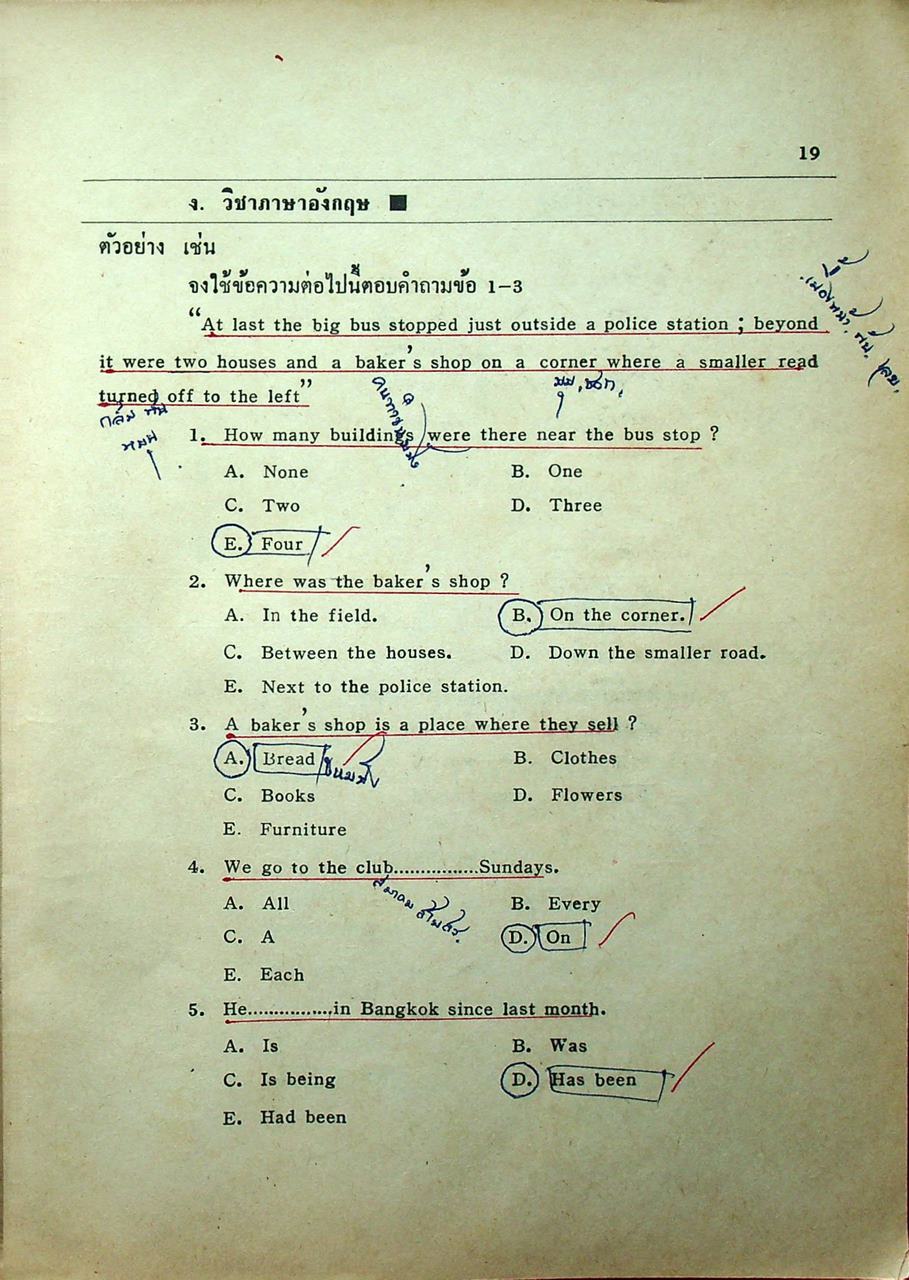 19
ง. วิชาภาษาอังกฤษ ■
ตัวอย่าง เช่น
จงใช้ข้อความต่อไปนี้ตอบคำถามข้อ 1-3
“At last the big bus stopped just outside a police station ; beyond
it were two houses and a baker's shop on a corner where a smaller read
turned off to the left”
1. How many buildings were there near the bus stop ?
A. None B. One
C. Two D. Three
E. Four
2. Where was the baker's shop ?
A. In the field. B. On the corner.
C. Between the houses. D. Down the smaller road.
E. Next to the police station.
3. A baker's shop is a place where they sell ?
A. Bread B. Clothes
C. Books D. Flowers
E. Furniture
4. We go to the club................Sundays.
A. All B. Every
C. A D. On
E. Each
5. He................in Bangkok since last month.
A. Is B. Was
C. Is being D. Has been
E. Had been